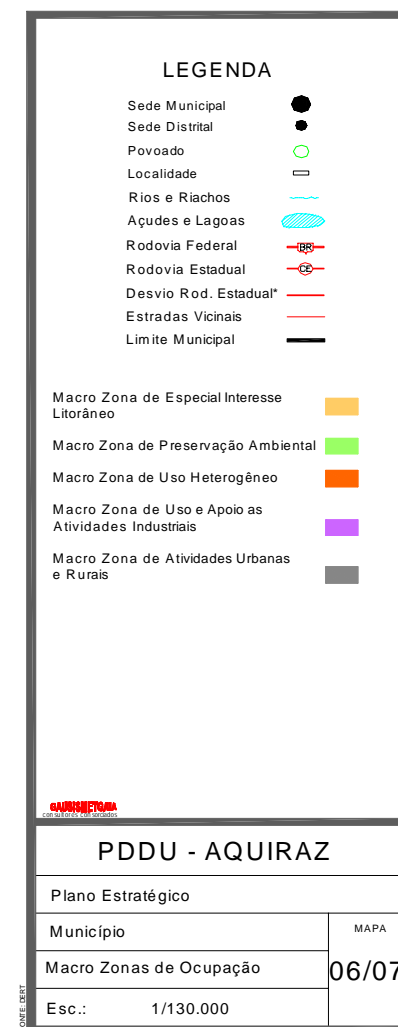 LEGENDA
Sede Municipal
Sede Distrital
Povoado
Localidade
Rios e Riachos
Açudes e Lagoas
Rodovia Federal BR
Rodovia Estadual CE
Desvio Rod. Estadual*
Estradas Vicinais
Limite Municipal
Macro Zona de Especial Interesse
Litorâneo
Macro Zona de Preservação Ambiental
Macro Zona de Uso Heterogêneo
Macro Zona de Uso e Apoio as
Atividades Industriais
Macro Zona de Atividades Urbanas
e Rurais
consultores consorciados
PDDU - AQUIRAZ
Plano Estratégico
Município
MAPA
Macro Zonas de Ocupação
06/07
Esc.: 1/130.000
DERT